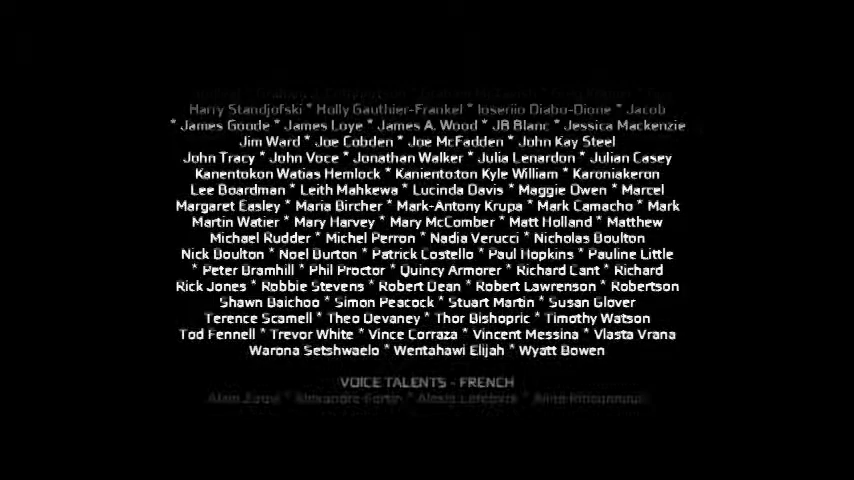 Harry Standjofski * Holly Gauthier-Frankel * Ioseriio Diabo-Dione * Jacob
* James Goode * James Loye * James A. Wood * JB Blanc * Jessica Mackenzie
Jim Ward * Joe Cobden * Joe McFadden * John Kay Steel
John Tracy * John Voce * Jonathan Walker * Julia Lenardon * Julian Casey
Kanentokon Watias Hemlock * Kaniento:ton Kyle William * Karoniakeron
Lee Boardman * Leith Mahkewa * Lucinda Davis * Maggie Owen * Marcel
Margaret Easley * Maria Bircher * Mark-Antony Krupa * Mark Camacho * Mark
Martin Watier * Mary Harvey * Mary McComber * Matt Holland * Matthew
Michael Rudder * Michel Perron * Nadia Verucci * Nicholas Boulton
Nick Boulton * Noel Burton * Patrick Costello * Paul Hopkins * Pauline Little
* Peter Bramhill * Phil Proctor * Quincy Armorer * Richard Cant * Richard
Rick Jones * Robbie Stevens * Robert Dean * Robert Lawrenson * Robertson
Shawn Baichoo * Simon Peacock * Stuart Martin * Susan Glover
Terence Scamell * Theo Devaney * Thor Bishopric * Timothy Watson
Tod Fennell * Trevor White * Vince Corraza * Vincent Messina * Vlasta Vrana
Warona Setshwaelo * Wentahawi Elijah * Wyatt Bowen
VOICE TALENTS - FRENCH